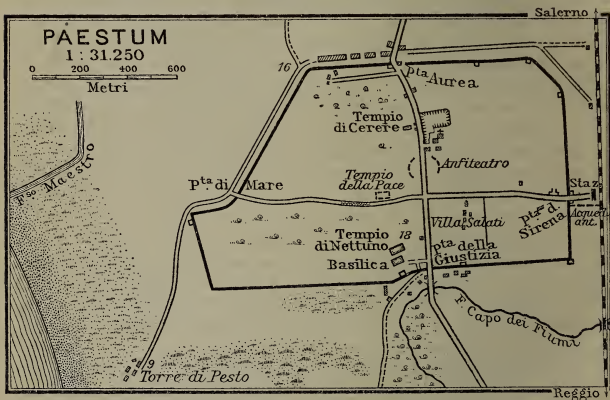 Salerno
PAESTUM
1 : 31.250
0 200 400 600
Metri
16
Pta Aurea
Tempio
di Cerere
Fso Maestro
Anfiteatro
Tempio
della Pace
Pta. di Mare
Staz.
Villa Salati
pta d.
Sirena
Acqued.
ant.
Tempio
di Nettuno
18
pta della
Giustizia
Basilica
F. Capo dei Fiumi
9
Torre di Pesto
Reggio